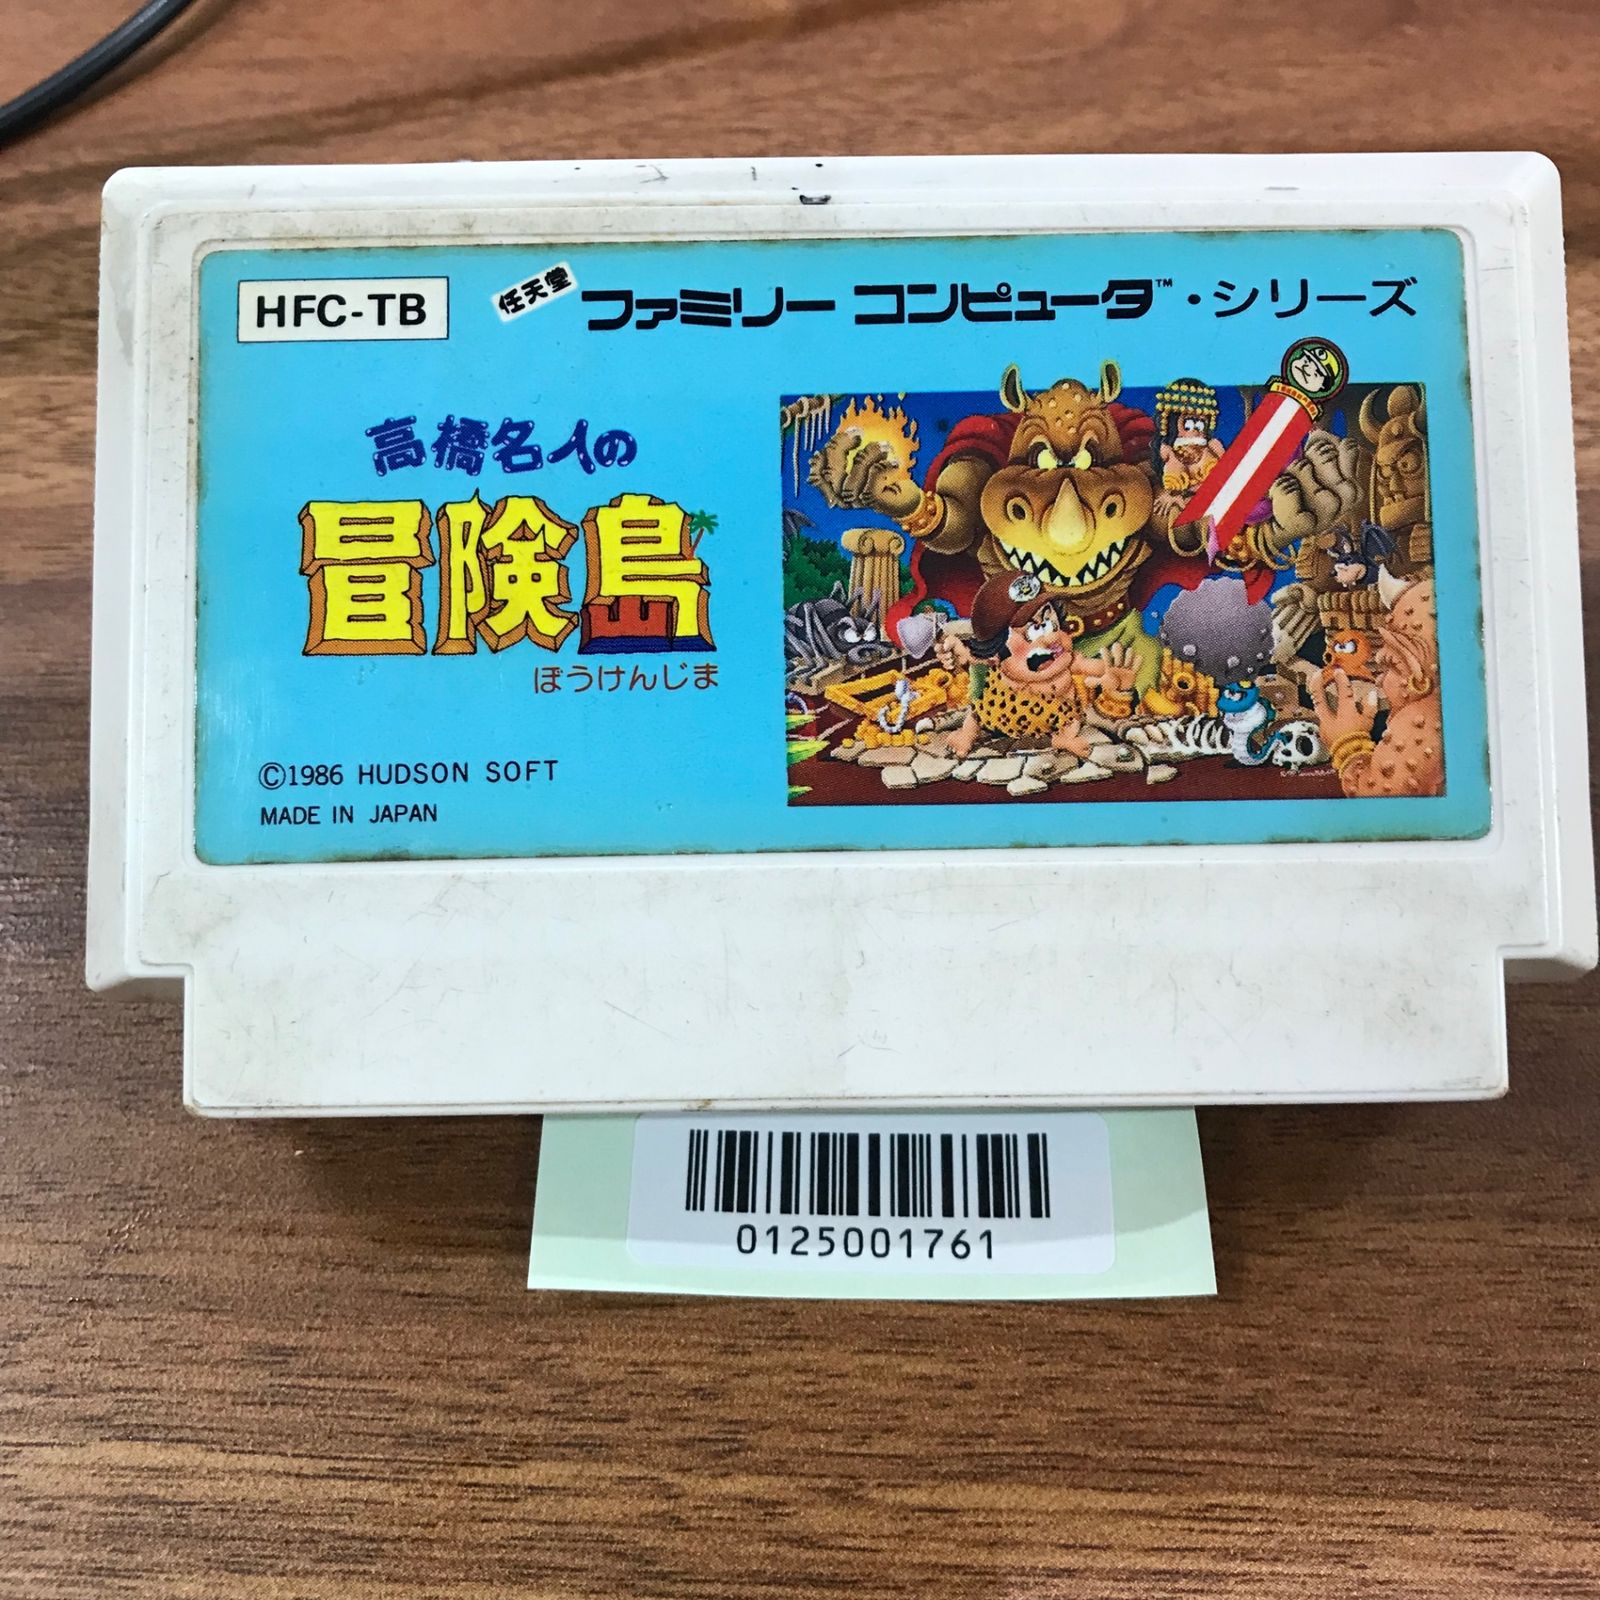 HFC-TB
任天堂 ファミリー コンピュータ™・シリーズ
高橋名人の
冒険島
ぼうけんじま
©1986 HUDSON SOFT
MADE IN JAPAN
0125001761